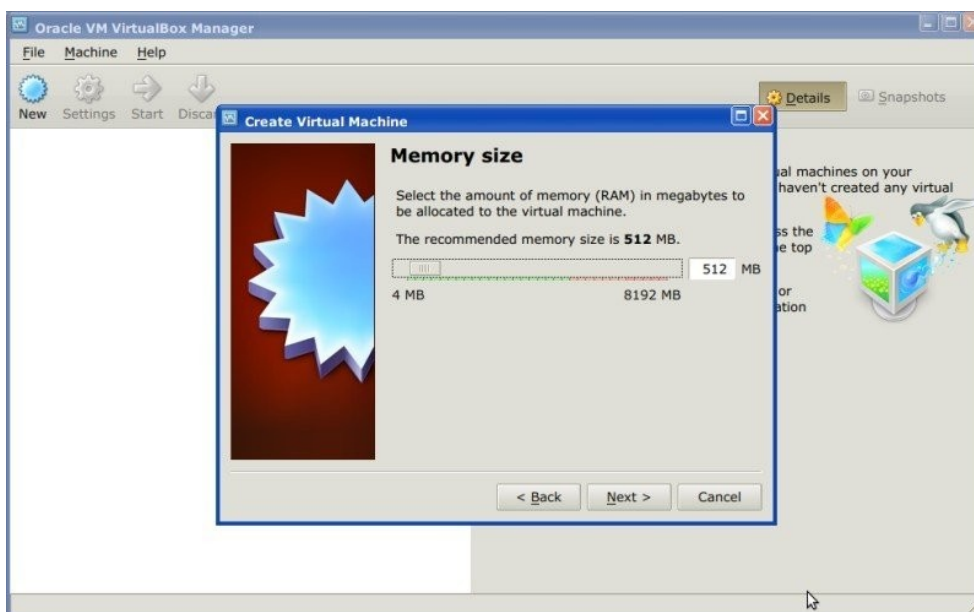 Oracle VM VirtualBox Manager
File Machine Help
New Settings Start Discar
Details Snapshots
Create Virtual Machine
Memory size
Select the amount of memory (RAM) in megabytes to
be allocated to the virtual machine.
The recommended memory size is 512 MB.
512 MB
4 MB 8192 MB
< Back Next > Cancel
ual machines on your
haven't created any virtual
ss the
e top
or
ation